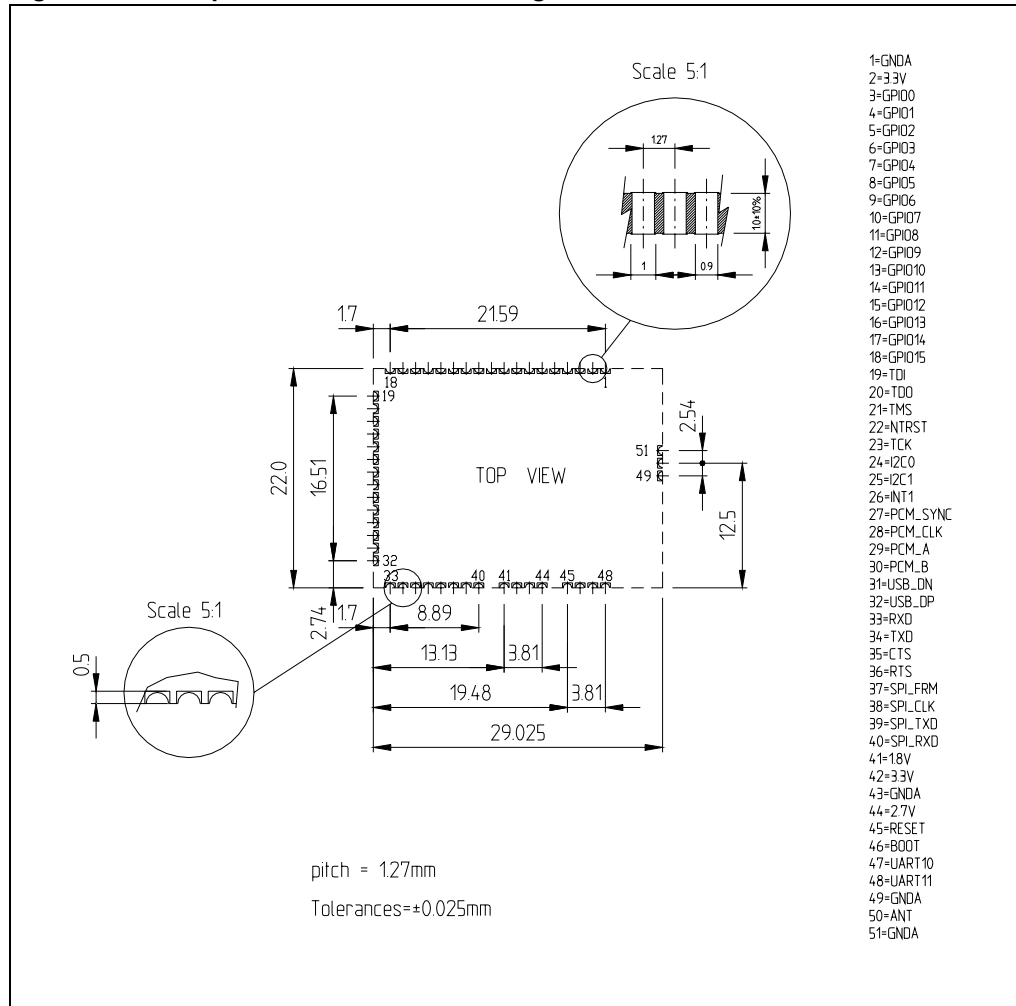 Scale 5:1
1.27
1.0±10%
1
0.9
1.7
21.59
18
1
19
22.0
16.51
TOP VIEW
51
49
2.54
12.5
32
33
40
41
44
45
48
Scale 5:1
0.5
2.74
1.7
8.89
13.13
3.81
19.48
3.81
29.025
pitch = 1.27mm
Tolerances=±0.025mm
1=GNDA
2=3.3V
3=GPIO0
4=GPIO1
5=GPIO2
6=GPIO3
7=GPIO4
8=GPIO5
9=GPIO6
10=GPIO7
11=GPIO8
12=GPIO9
13=GPIO10
14=GPIO11
15=GPIO12
16=GPIO13
17=GPIO14
18=GPIO15
19=TDI
20=TDO
21=TMS
22=NTRST
23=TCK
24=I2C0
25=I2C1
26=INT1
27=PCM_SYNC
28=PCM_CLK
29=PCM_A
30=PCM_B
31=USB_DN
32=USB_DP
33=RXD
34=TXD
35=CTS
36=RTS
37=SPI_FRM
38=SPI_CLK
39=SPI_TXD
40=SPI_RXD
41=1.8V
42=3.3V
43=GNDA
44=2.7V
45=RESET
46=BOOT
47=UART10
48=UART11
49=GNDA
50=ANT
51=GNDA